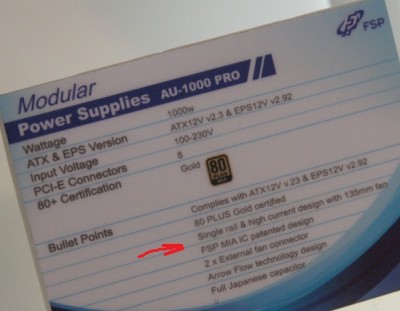 FSP
Modular
Power Supplies AU-1000 PRO
Wattage 1000w
ATX & EPS Version ATX12V v2.3 & EPS12V v2.92
Input Voltage 100-230V
PCI-E Connectors 8
80+ Certification Gold 80 PLUS
Bullet Points Complies with ATX12V v.23 & EPS12V v2.92
80 PLUS Gold certified
Single rail & high current design with 135mm fan
FSP MIA IC patented design
2 x External fan connector
Arrow Flow technology design
Full Japanese capacitor